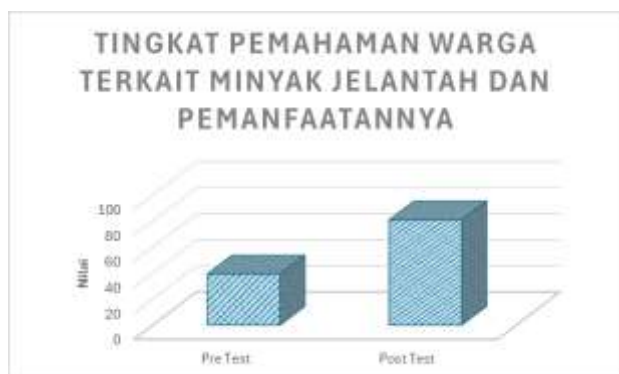 TINGKAT PEMAHAMAN WARGA
TERKAIT MINYAK JELANTAH DAN
PEMANFAATANNYA
100
80
60
40
20
0
Nilai
Pre Test
Post Test